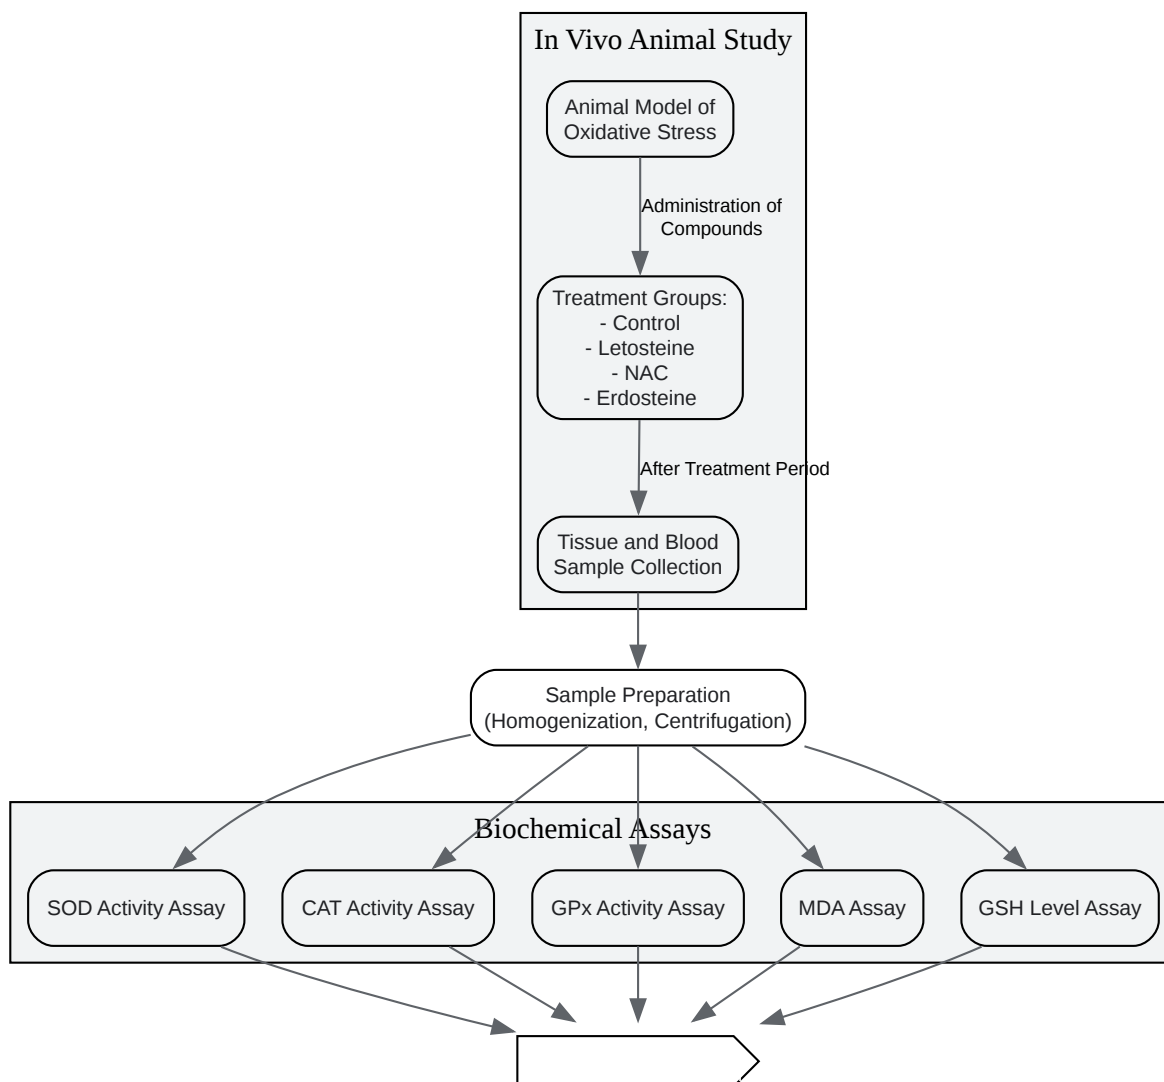 In Vivo Animal Study
Animal Model of
Oxidative Stress
Administration of
Compounds
Treatment Groups:
- Control
- Letosteine
- NAC
- Erdosteine
After Treatment Period
Tissue and Blood
Sample Collection
Sample Preparation
(Homogenization, Centrifugation)
Biochemical Assays
SOD Activity Assay
CAT Activity Assay
GPx Activity Assay
MDA Assay
GSH Level Assay